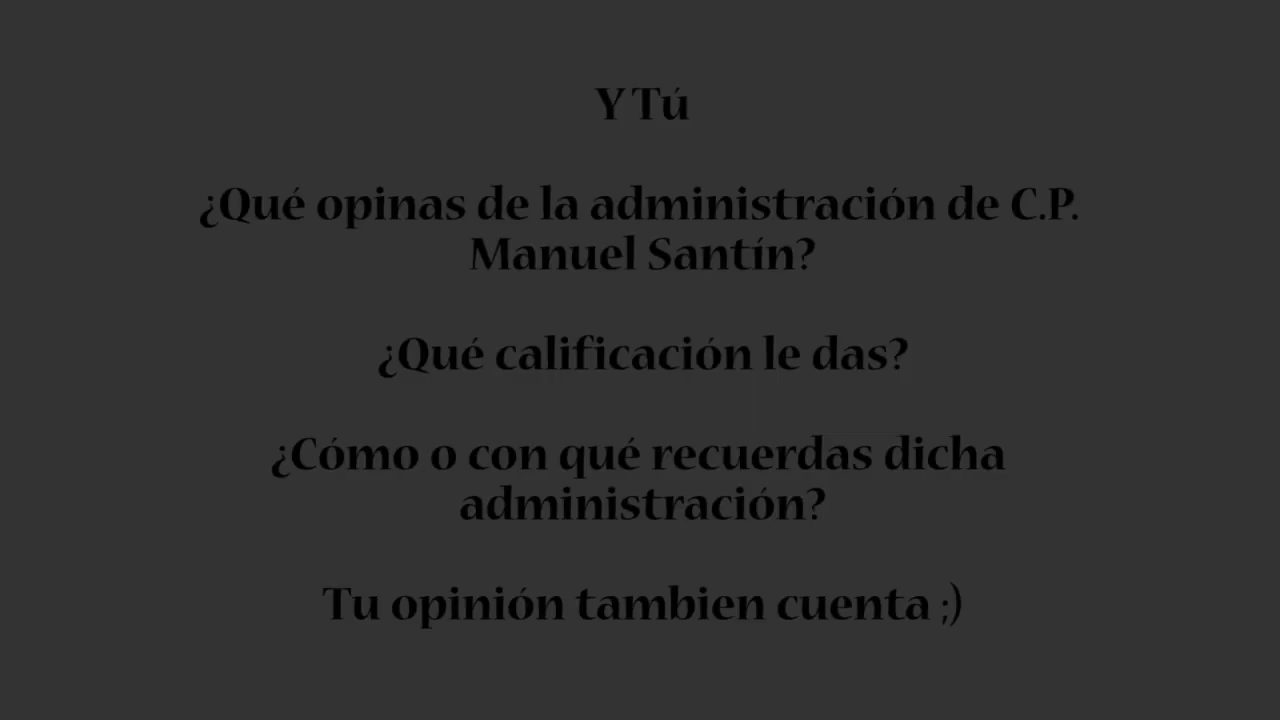 Y Tú
¿Qué opinas de la administración de C.P.
Manuel Santín?
¿Qué calificación le das?
¿Cómo o con qué recuerdas dicha
administración?
Tu opinión tambien cuenta ;)